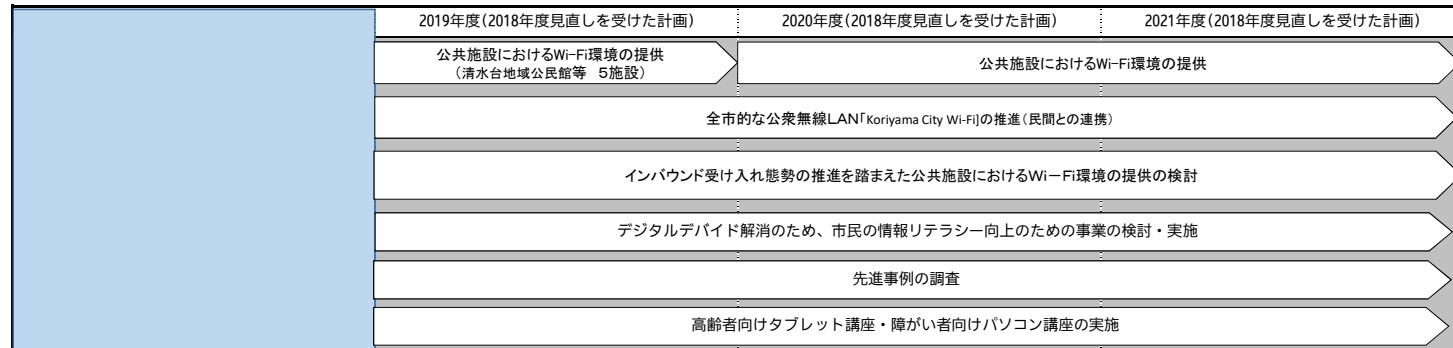 2019年度(2018年度見直しを受けた計画)
2020年度(2018年度見直しを受けた計画)
2021年度(2018年度見直しを受けた計画)
公共施設におけるWi-Fi環境の提供
（清水台地域公民館等　5施設）
公共施設におけるWi-Fi環境の提供
全市的な公衆無線LAN「Koriyama City Wi-Fi]の推進（民間との連携）
インバウンド受け入れ態勢の推進を踏まえた公共施設におけるＷｉ－Ｆｉ環境の提供の検討
デジタルデバイド解消のため、市民の情報リテラシー向上のための事業の検討・実施
先進事例の調査
高齢者向けタブレット講座・障がい者向けパソコン講座の実施